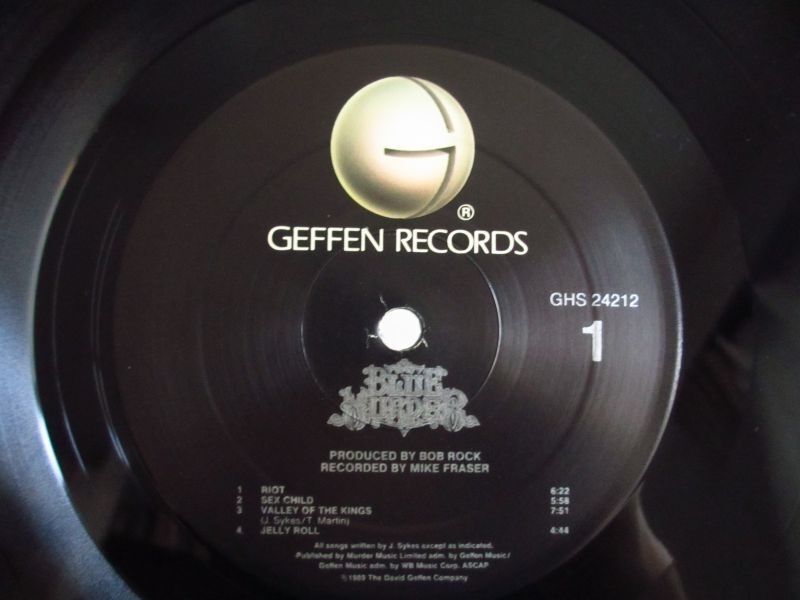 ®
GEFFEN RECORDS
GHS 24212
1
BLUE
MURDER
PRODUCED BY BOB ROCK
RECORDED BY MIKE FRASER
1 RIOT 6:22
2 SEX CHILD 5:58
3 VALLEY OF THE KINGS 7:51
(J. Sykes/T. Martin)
4. JELLY ROLL 4:44
All songs written by J. Sykes except as indicated.
Published by Murder Music Limited adm. by Geffen Music/
Geffen Music adm. by WB Music Corp. ASCAP
℗1989 The David Geffen Company